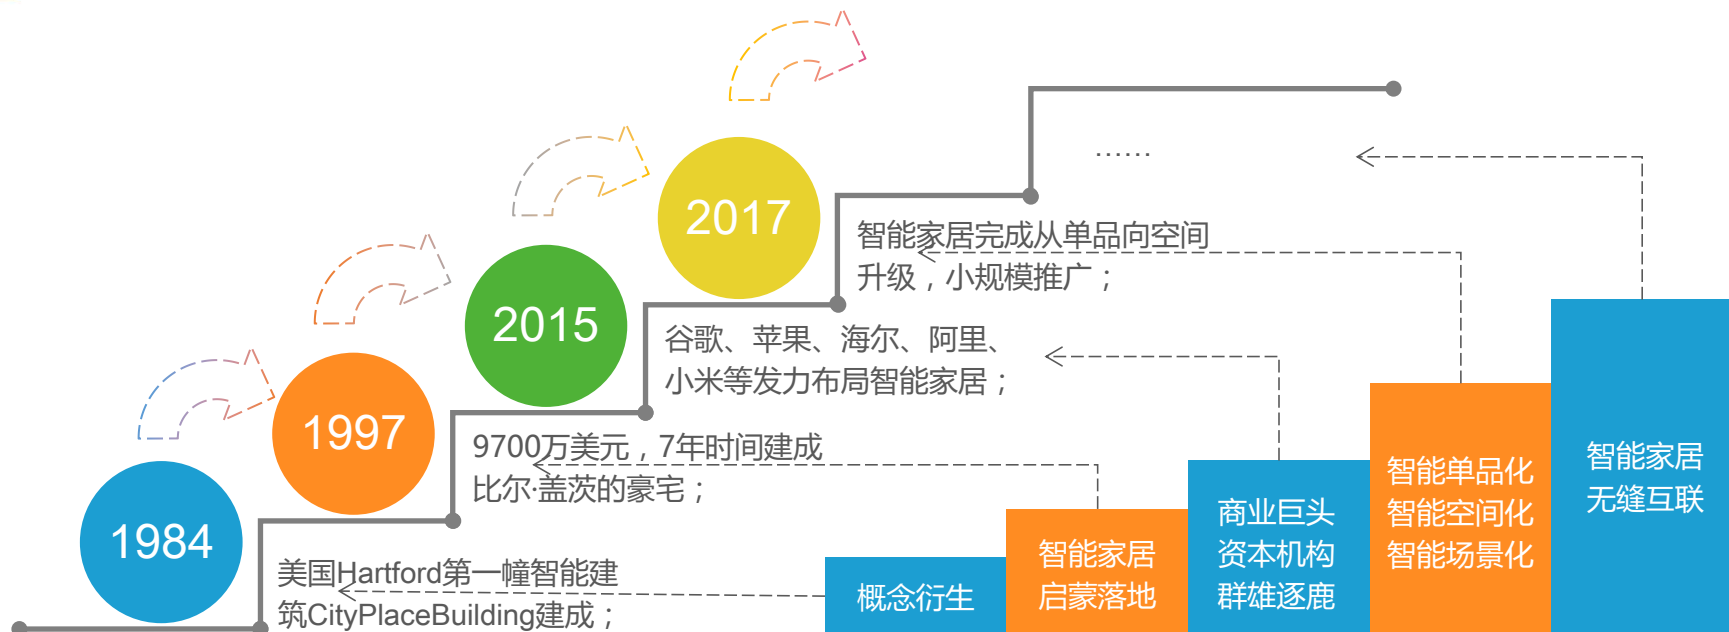 1984
美国Hartford第一幢智能建
筑CityPlaceBuilding建成；
1997
9700万美元，7年时间建成
比尔·盖茨的豪宅；
2015
谷歌、苹果、海尔、阿里、
小米等发力布局智能家居；
2017
智能家居完成从单品向空间
升级，小规模推广；
……
概念衍生
智能家居
启蒙落地
商业巨头
资本机构
群雄逐鹿
智能单品化
智能空间化
智能场景化
智能家居
无缝互联